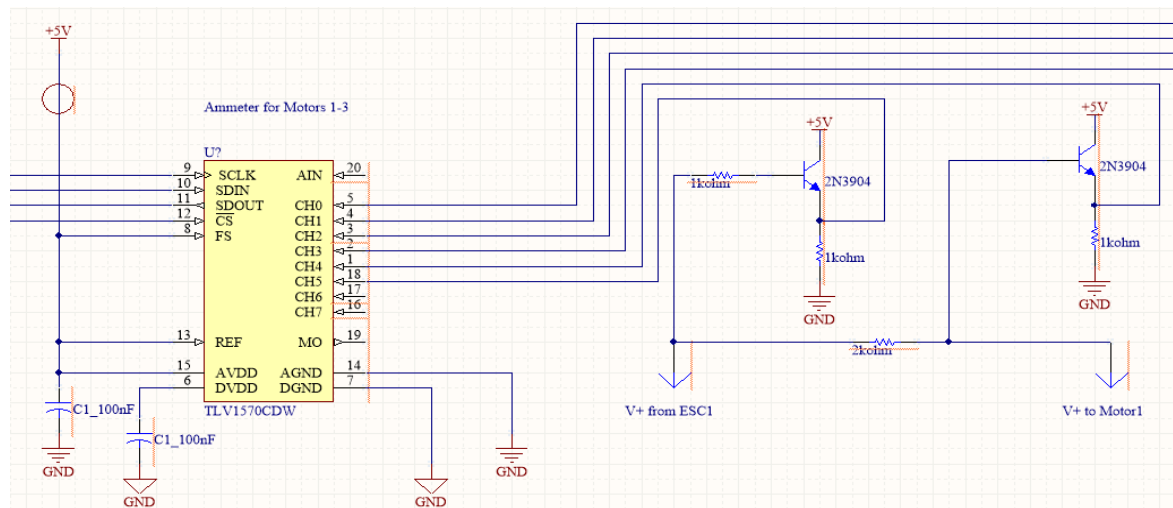 +5V
Ammeter for Motors 1-3
U?
9 SCLK AIN 20
10 SDIN
11 SDOUT CH0 5
12 CS CH1 4
8 FS CH2 3
CH3 2
CH4 1
CH5 18
CH6 17
CH7 16
13 REF MO 19
15 AVDD AGND 14
6 DVDD DGND 7
TLV1570CDW
C1_100nF
C1_100nF
GND
GND
GND
GND
+5V
1kohm
2N3904
1kohm
GND
+5V
2N3904
1kohm
GND
2kohm
V+ from ESC1
V+ to Motor1